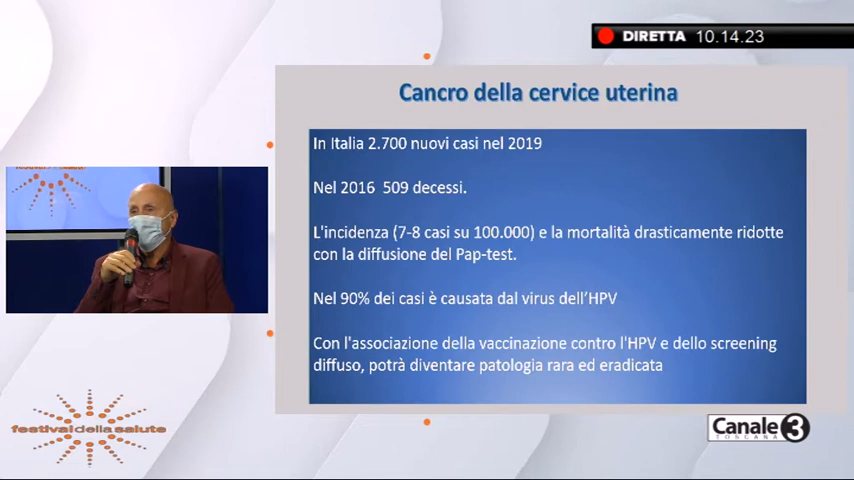 DIRETTA 10.14.23
Cancro della cervice uterina
In Italia 2.700 nuovi casi nel 2019
Nel 2016 509 decessi.
L'incidenza (7-8 casi su 100.000) e la mortalità drasticamente ridotte
con la diffusione del Pap-test.
Nel 90% dei casi è causata dal virus dell'HPV
Con l'associazione della vaccinazione contro l'HPV e dello screening
diffuso, potrà diventare patologia rara ed eradicata
festivaldellasalute
Canale 3
TOSCANA